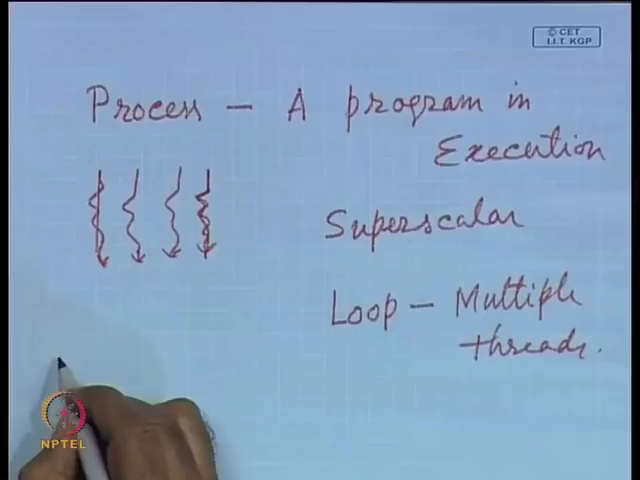 © CET
I.I.T. KGP
Process — A program in
Execution
Superscalar
Loop — Multiple
threads.
NPTEL